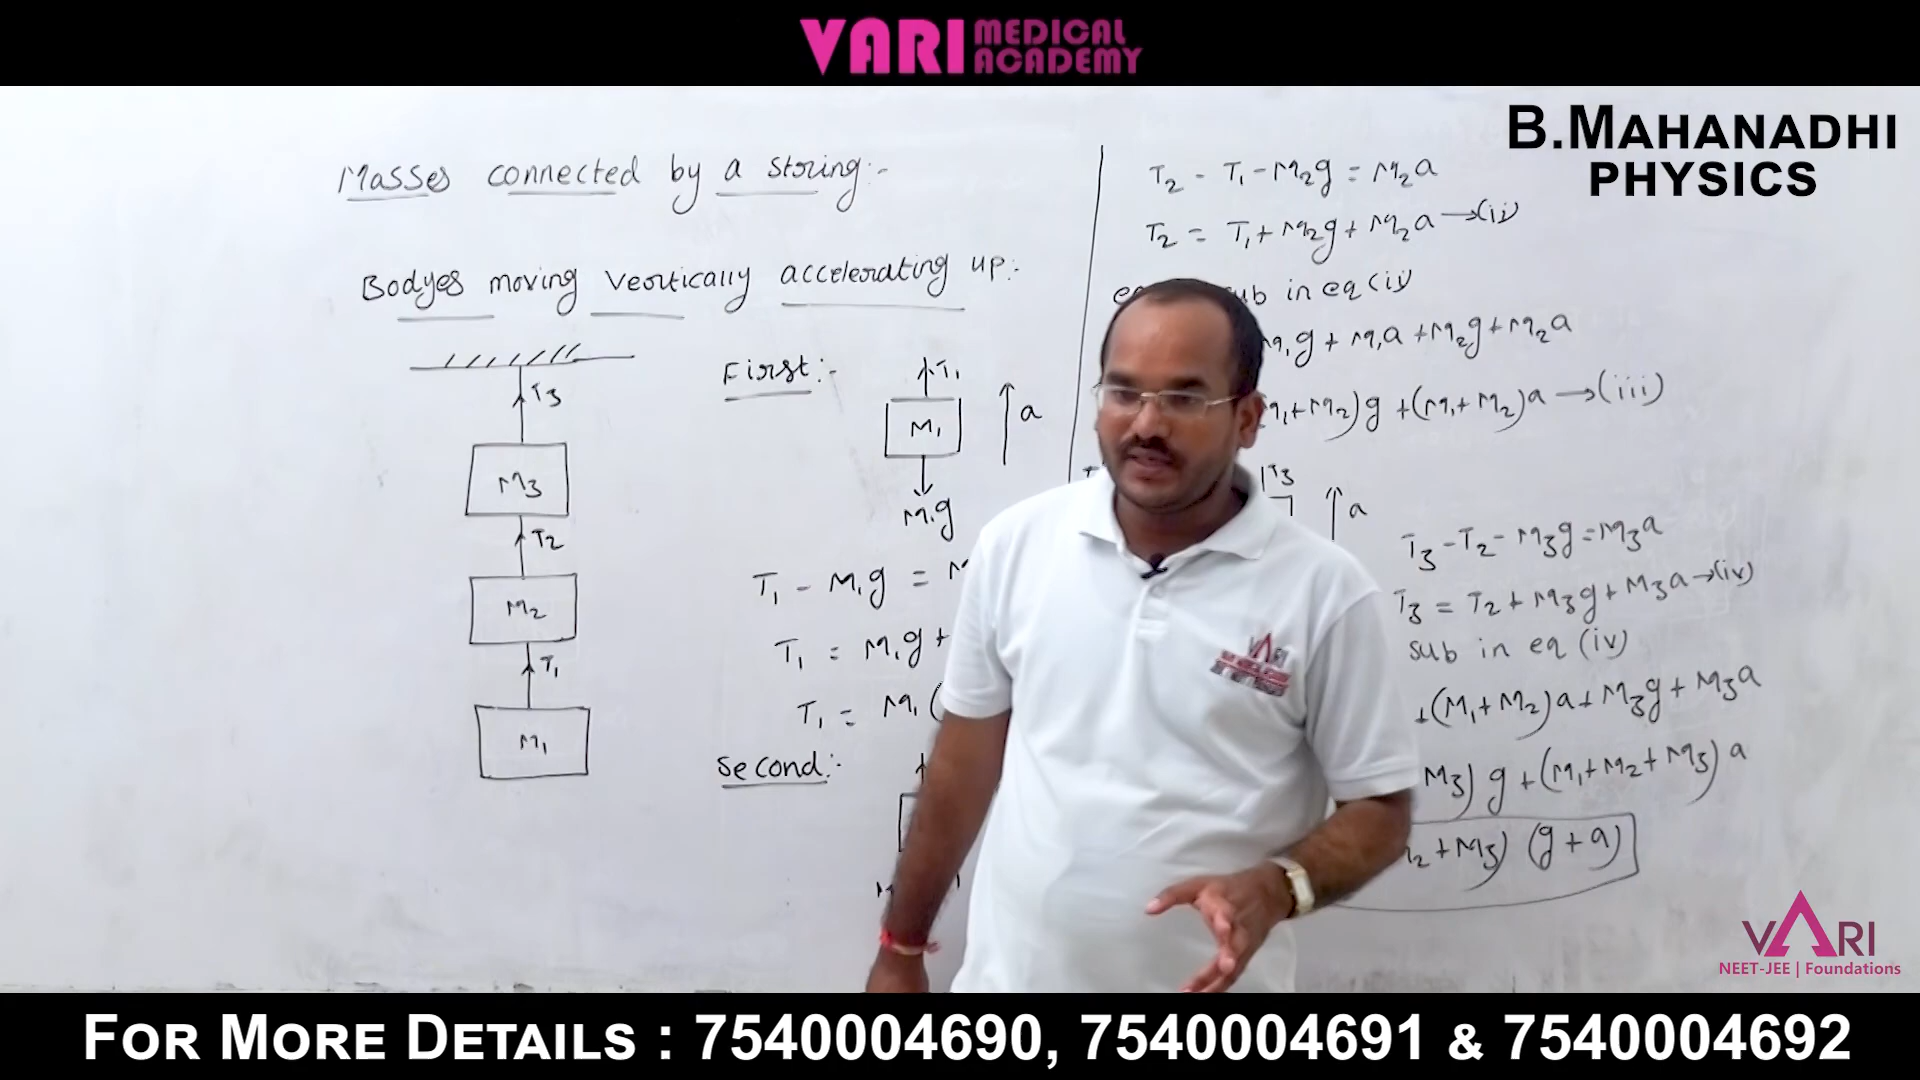 VARI MEDICAL ACADEMY
B.MAHANADHI
PHYSICS
Masses connected by a string:-
Bodyes moving vertically accelerating up:-
T3
M3
T2
M2
T1
M1
First:-
T1
M1
a
M1g
T1 - M1g =
T1 = M1g +
T1 = M1 (
Second:-
T2 - T1 - M2g = M2a
T2 = T1 + M2g + M2a → (ii)
sub in eq (ii)
M1g + M1a + M2g + M2a
M1 + M2) g + (M1 + M2) a → (iii)
T3
a
T3 - T2 - M3g = M3a
T3 = T2 + M3g + M3a → (iv)
sub in eq (iv)
+ (M1 + M2) a + M3g + M3a
M3) g + (M1 + M2 + M3) a
2 + M3) (g + a)
VARI
VARI
NEET-JEE | Foundations
FOR MORE DETAILS : 7540004690, 7540004691 & 7540004692